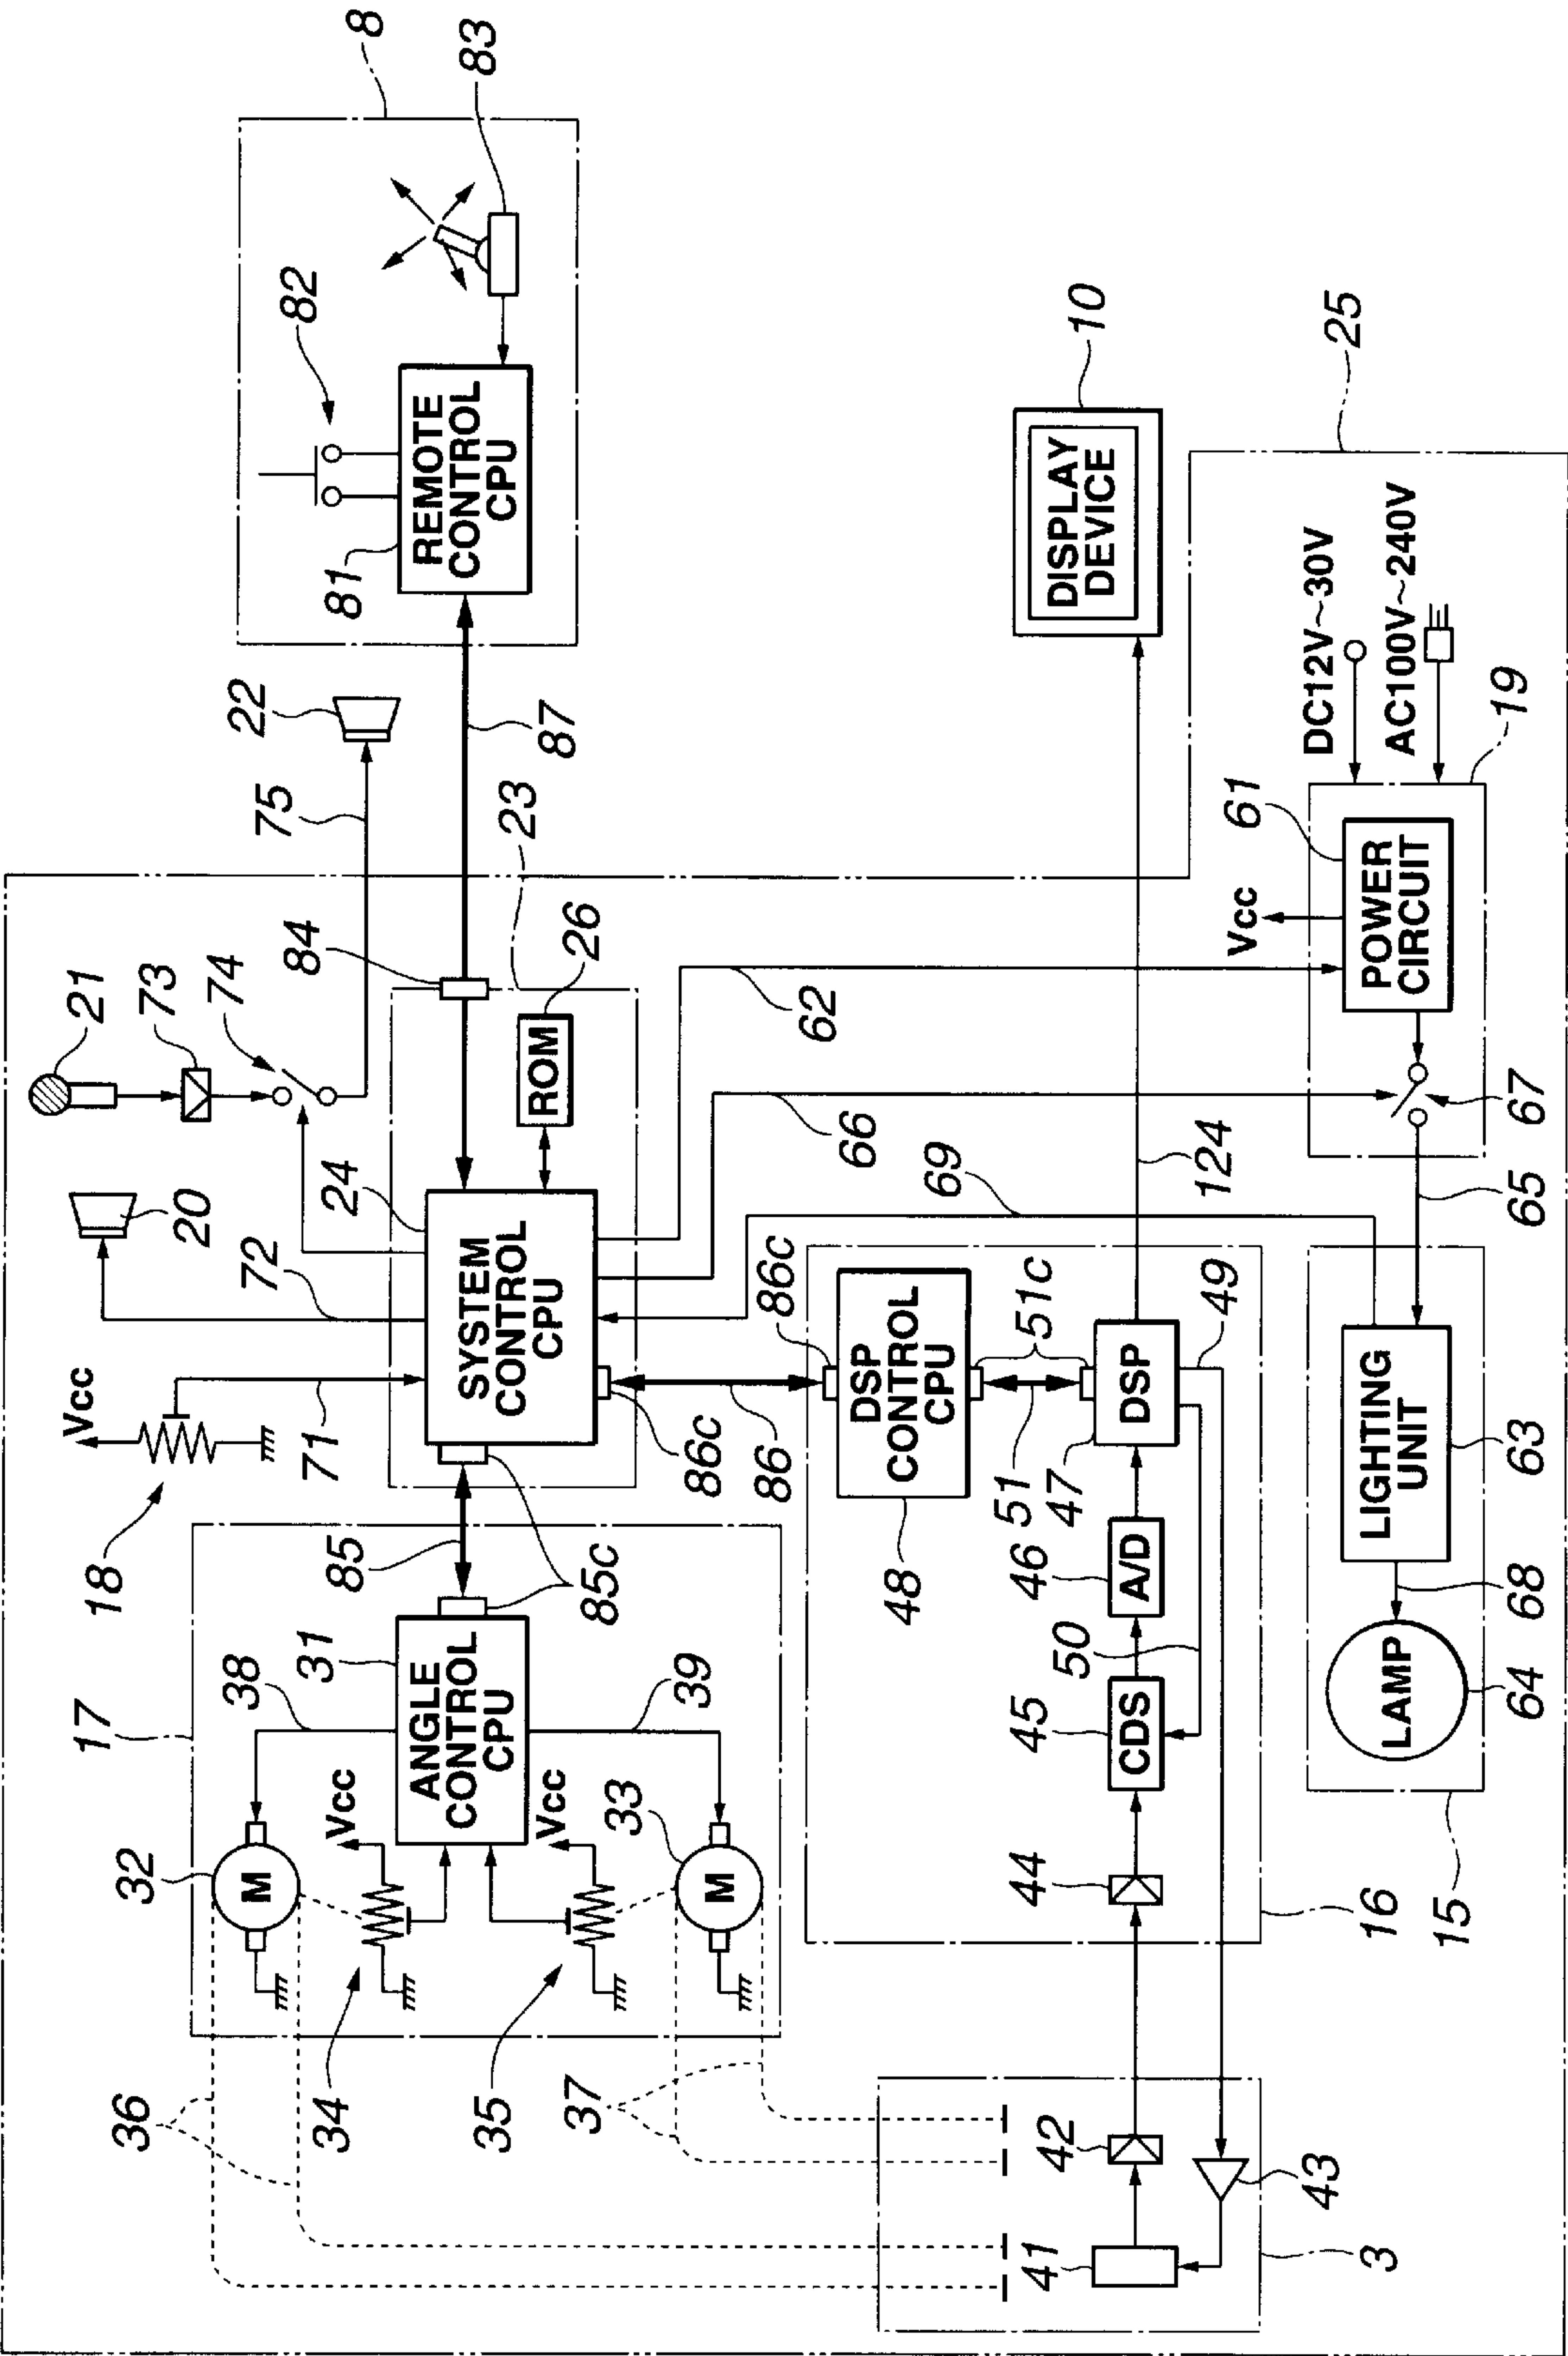 17
18
Vcc
72
20
21
73
74
75
22
82
8
83
36
32
38
31
85
71
24
84
23
26
ROM
81
REMOTE
CONTROL
CPU
87
M
Vcc
ANGLE
CONTROL
CPU
SYSTEM
CONTROL
CPU
34
35
37
Vcc
39
33
M
85c
86c
86
86c
62
66
69
124
48
DSP
CONTROL
CPU
51
51c
10
DISPLAY
DEVICE
41
42
44
45
CDS
50
46
A/D
47
DSP
49
43
3
16
25
Vcc
61
POWER
CIRCUIT
DC12V~30V
AC100V~240V
19
67
65
LAMP
64
68
LIGHTING
UNIT
63
15